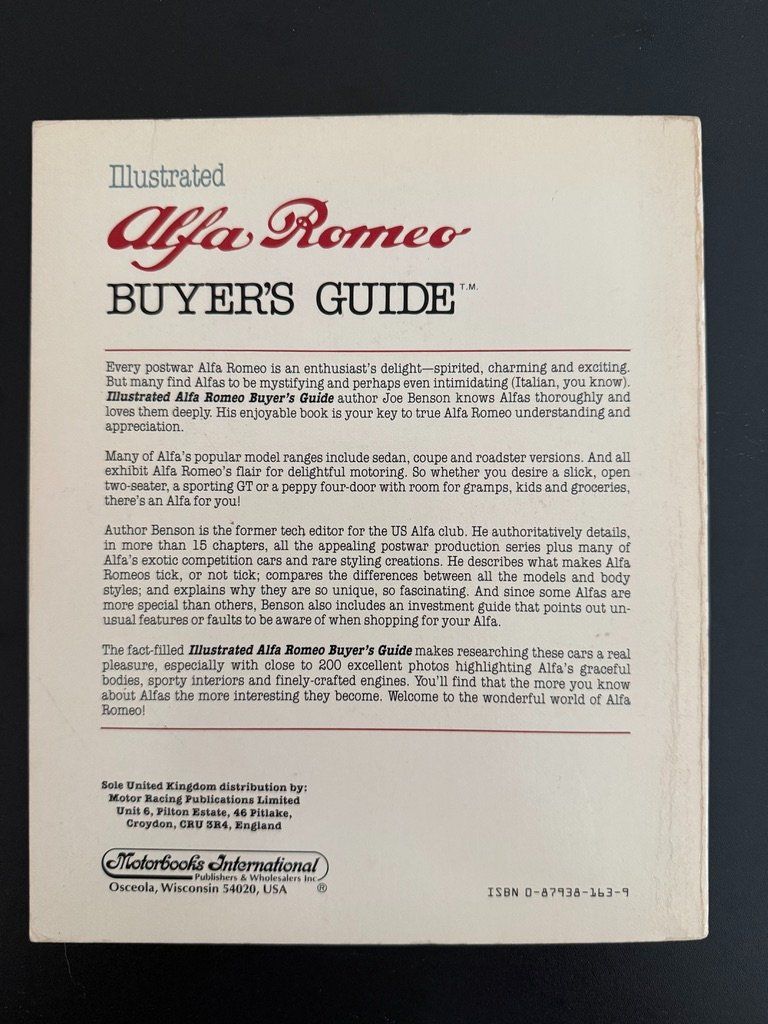 Illustrated
Alfa Romeo
BUYER'S GUIDE T.M.
Every postwar Alfa Romeo is an enthusiast's delight—spirited, charming and exciting.
But many find Alfas to be mystifying and perhaps even intimidating (Italian, you know).
Illustrated Alfa Romeo Buyer's Guide author Joe Benson knows Alfas thoroughly and
loves them deeply. His enjoyable book is your key to true Alfa Romeo understanding and
appreciation.
Many of Alfa's popular model ranges include sedan, coupe and roadster versions. And all
exhibit Alfa Romeo's flair for delightful motoring. So whether you desire a slick, open
two-seater, a sporting GT or a peppy four-door with room for gramps, kids and groceries,
there's an Alfa for you!
Author Benson is the former tech editor for the US Alfa club. He authoritatively details,
in more than 15 chapters, all the appealing postwar production series plus many of
Alfa's exotic competition cars and rare styling creations. He describes what makes Alfa
Romeos tick, or not tick; compares the differences between all the models and body
styles; and explains why they are so unique, so fascinating. And since some Alfas are
more special than others, Benson also includes an investment guide that points out un-
usual features or faults to be aware of when shopping for your Alfa.
The fact-filled Illustrated Alfa Romeo Buyer's Guide makes researching these cars a real
pleasure, especially with close to 200 excellent photos highlighting Alfa's graceful
bodies, sporty interiors and finely-crafted engines. You'll find that the more you know
about Alfas the more interesting they become. Welcome to the wonderful world of Alfa
Romeo!
Sole United Kingdom distribution by:
Motor Racing Publications Limited
Unit 6, Pilton Estate, 46 Pitlake,
Croydon, CRU 3R4, England
Motorbooks International
Publishers & Wholesalers Inc.
Osceola, Wisconsin 54020, USA ®
ISBN 0-87938-163-9